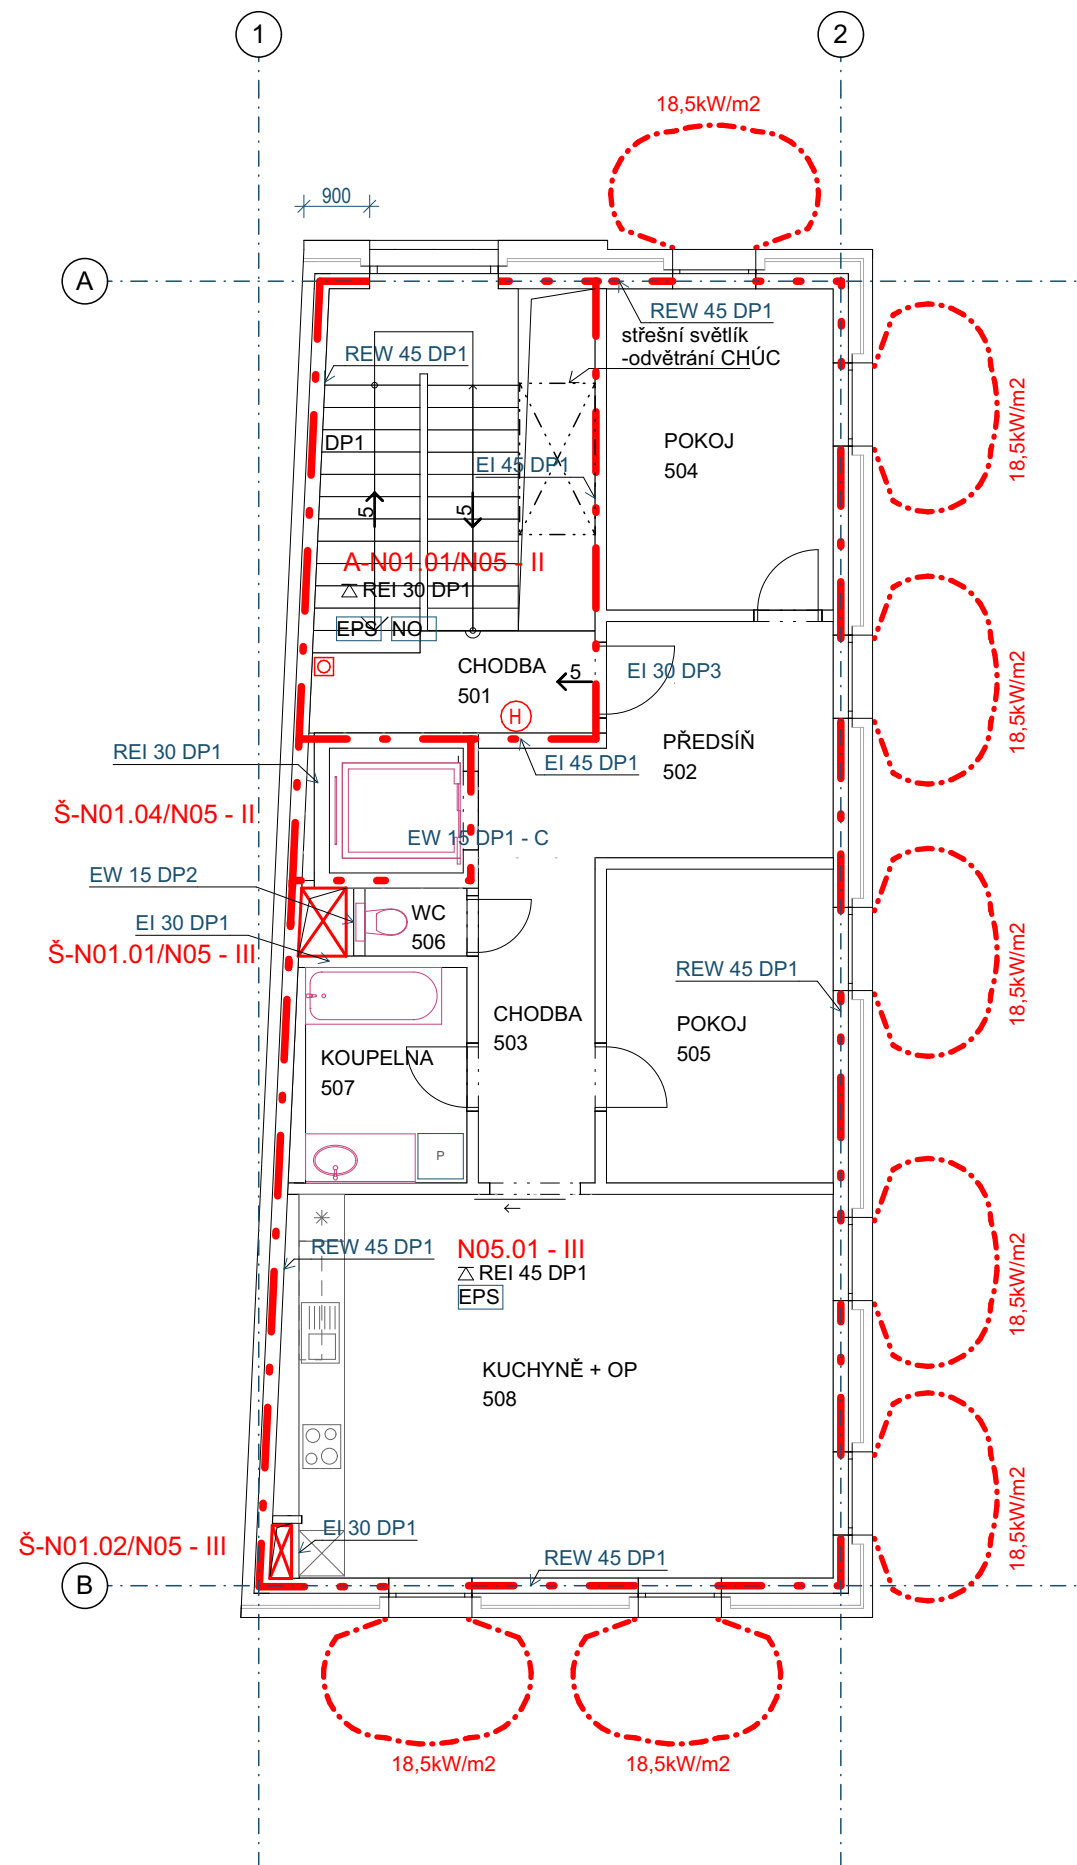 1
2
18,5kW/m2
900
A
REW 45 DP1
střešní světlík
-odvětrání CHÚC
REW 45 DP1
18,5kW/m2
DP1
POKOJ
504
EI 45 DP1
5
5
A-N01.01/N05 - II
REI 30 DP1
EPS
NO
CHODBA
501
5
EI 30 DP3
18,5kW/m2
H
PŘEDSÍŇ
502
REI 30 DP1
EI 45 DP1
Š-N01.04/N05 - II
EW 15 DP1 - C
EW 15 DP2
WC
506
EI 30 DP1
Š-N01.01/N05 - III
18,5kW/m2
REW 45 DP1
CHODBA
503
POKOJ
505
KOUPELNA
507
P
REW 45 DP1
N05.01 - III
REI 45 DP1
EPS
18,5kW/m2
KUCHYNĚ + OP
508
18,5kW/m2
EI 30 DP1
Š-N01.02/N05 - III
REW 45 DP1
B
18,5kW/m2
18,5kW/m2